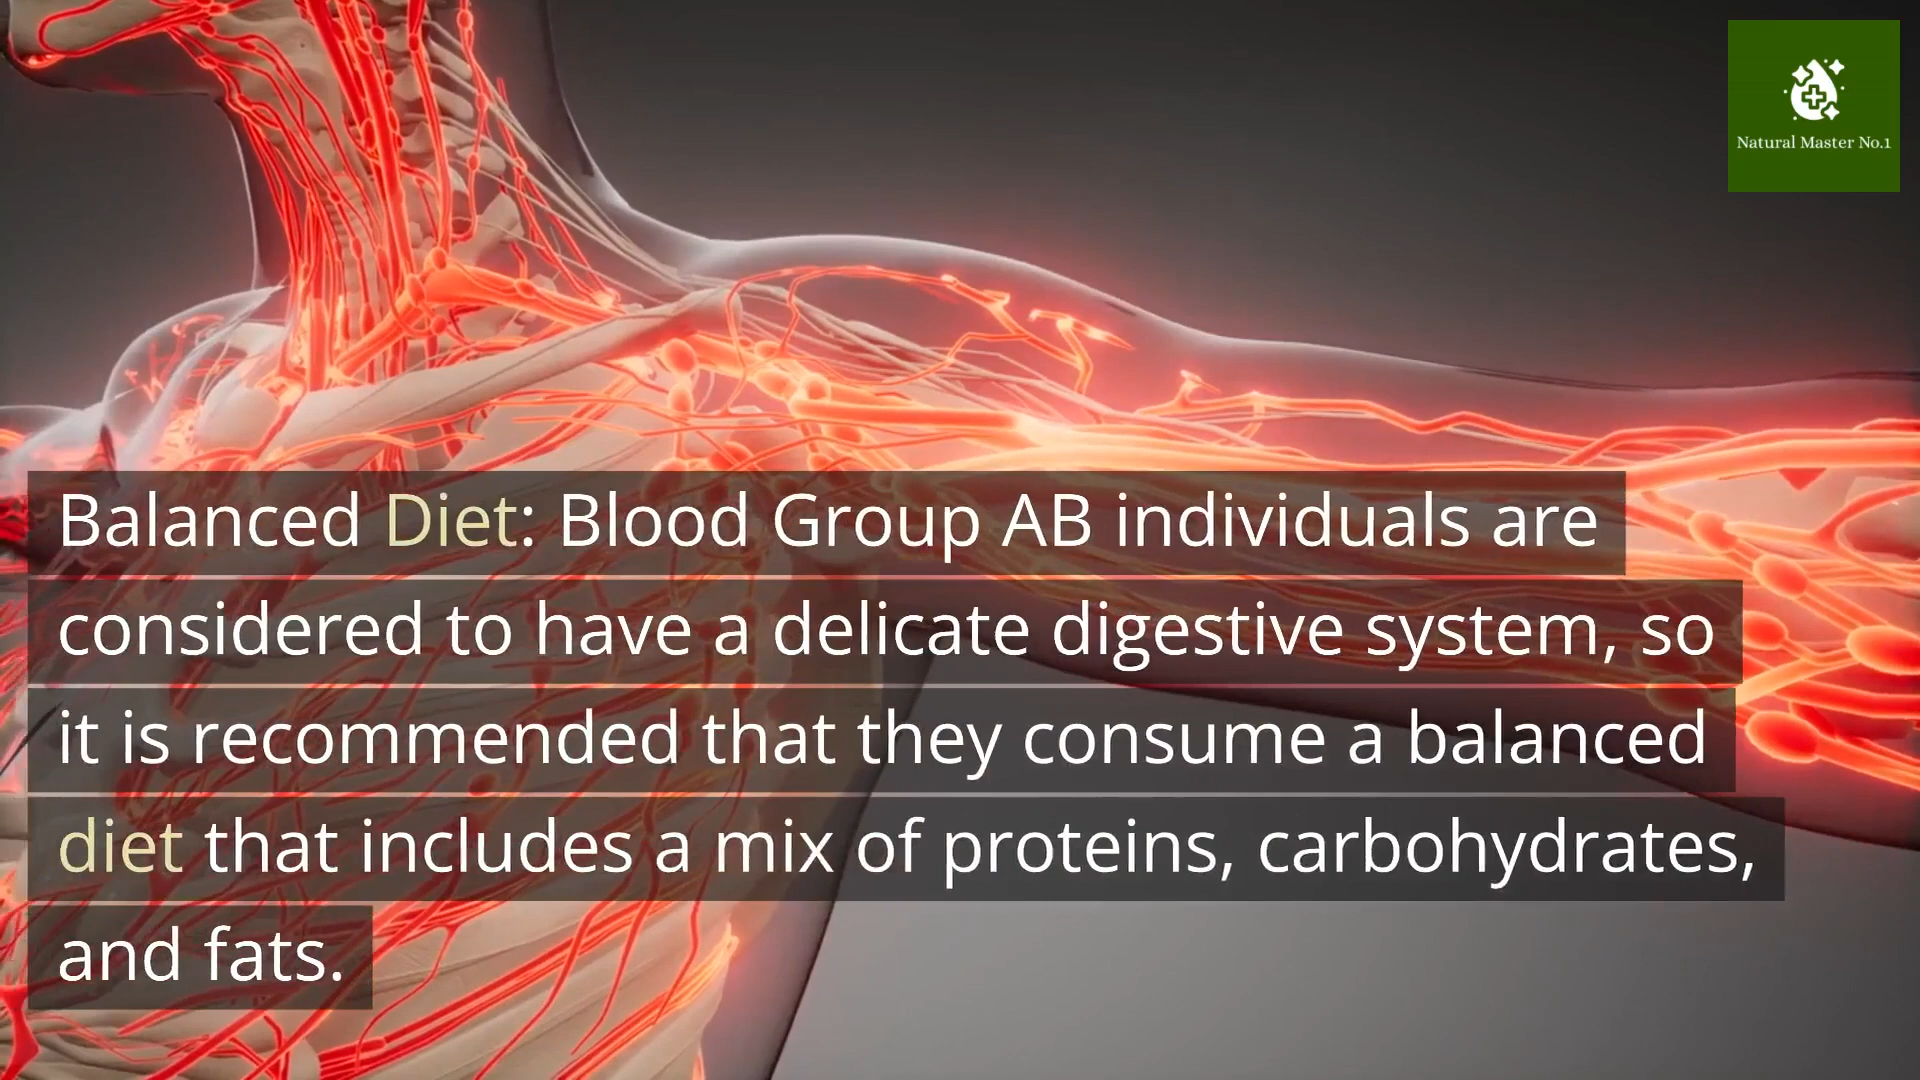 Natural Master No.1
Balanced Diet: Blood Group AB individuals are
considered to have a delicate digestive system, so
it is recommended that they consume a balanced
diet that includes a mix of proteins, carbohydrates,
and fats.